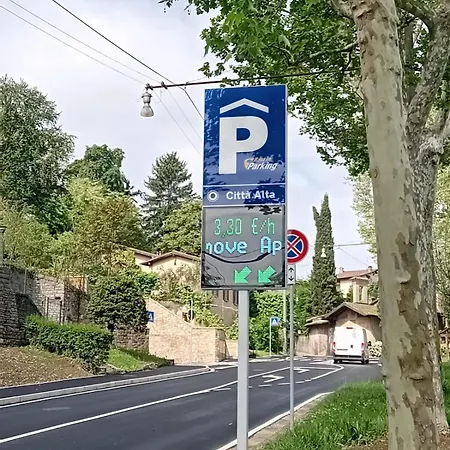 P
Parking
Città Alta
3,30 €/h
nove Ap